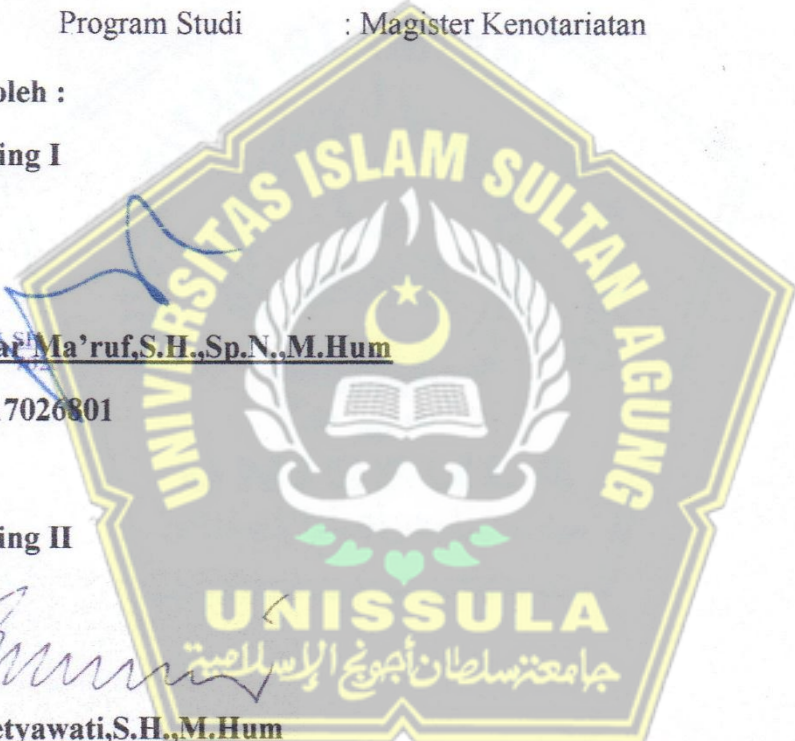 Program Studi : Magister Kenotariatan
oleh :
ing I
UNIVERSITAS ISLAM SULTAN AGUNG
ar Ma'ruf,S.H.,Sp.N.,M.Hum
7026801
ing II
UNISSULA
جامعة سلطان أجونج الإسلامية
etyawati,S.H.,M.Hum